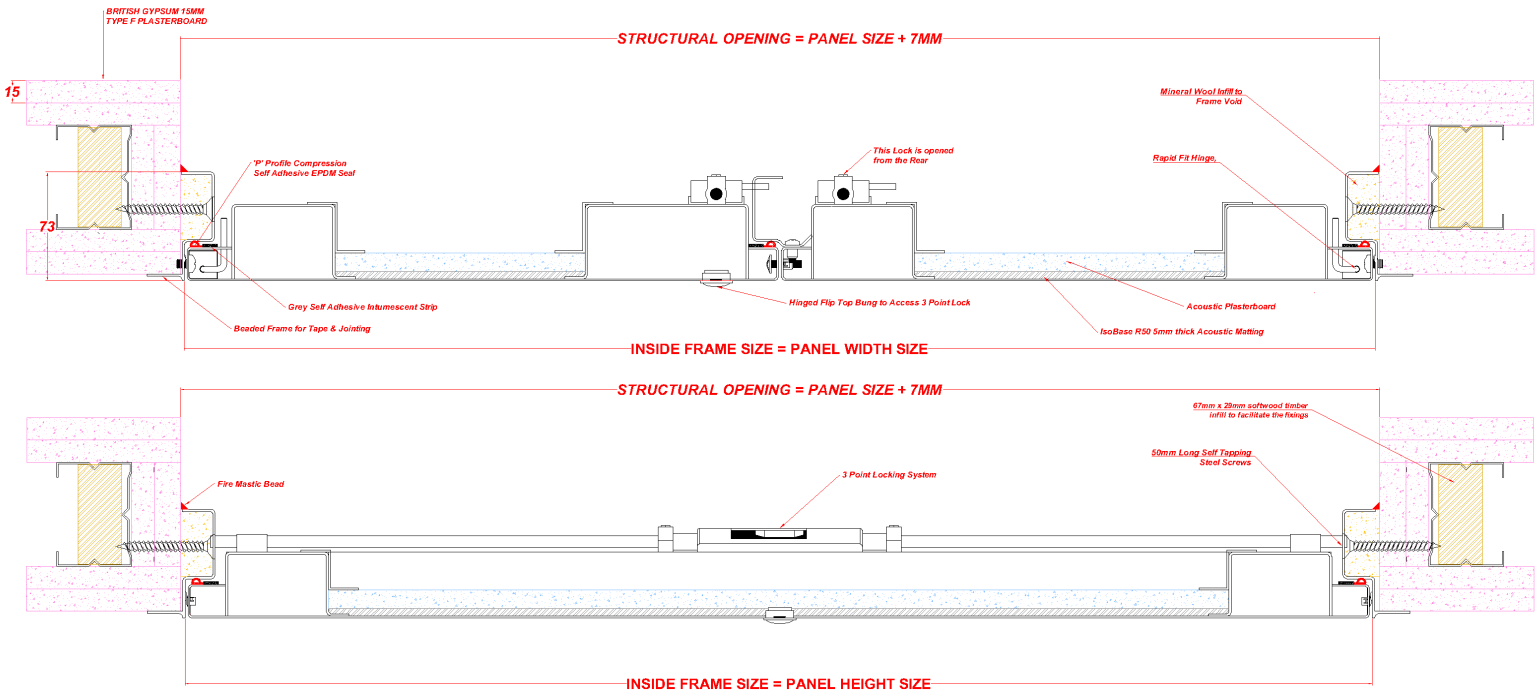 BRITISH GYPSUM 15MM
TYPE F PLASTERBOARD
STRUCTURAL OPENING = PANEL SIZE + 7MM
15
Mineral Wool Infill to
Frame Void
'P' Profile Compression
Self Adhesive EPDM Seal
This Lock is opened
from the Rear
Rapid Fit Hinge,
73
Grey Self Adhesive Intumescent Strip
Hinged Flip Top Bung to Access 3 Point Lock
Acoustic Plasterboard
Beaded Frame for Tape & Jointing
IsoBase R50 5mm thick Acoustic Matting
INSIDE FRAME SIZE = PANEL WIDTH SIZE
STRUCTURAL OPENING = PANEL SIZE + 7MM
67mm x 29mm softwood timber
infill to facilitate the fixings
50mm Long Self Tapping
Steel Screws
Fire Mastic Bead
3 Point Locking System
INSIDE FRAME SIZE = PANEL HEIGHT SIZE